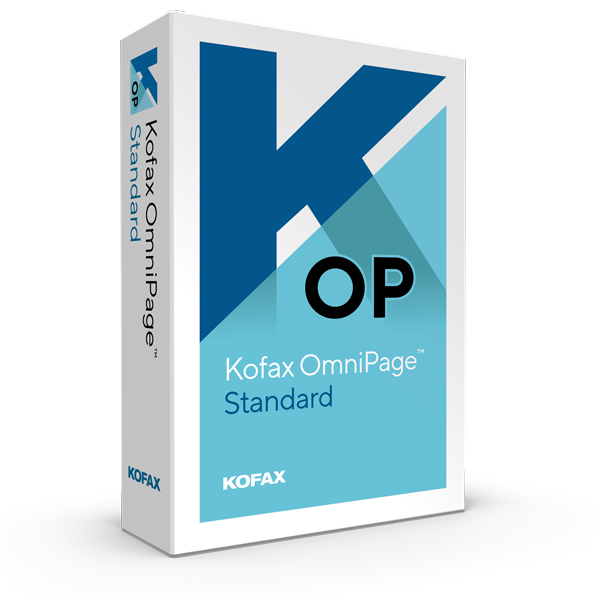 OP
Kofax OmniPage™
Standard
KOFAX
K
OP
Kofax OmniPage™
Standard
KOFAX